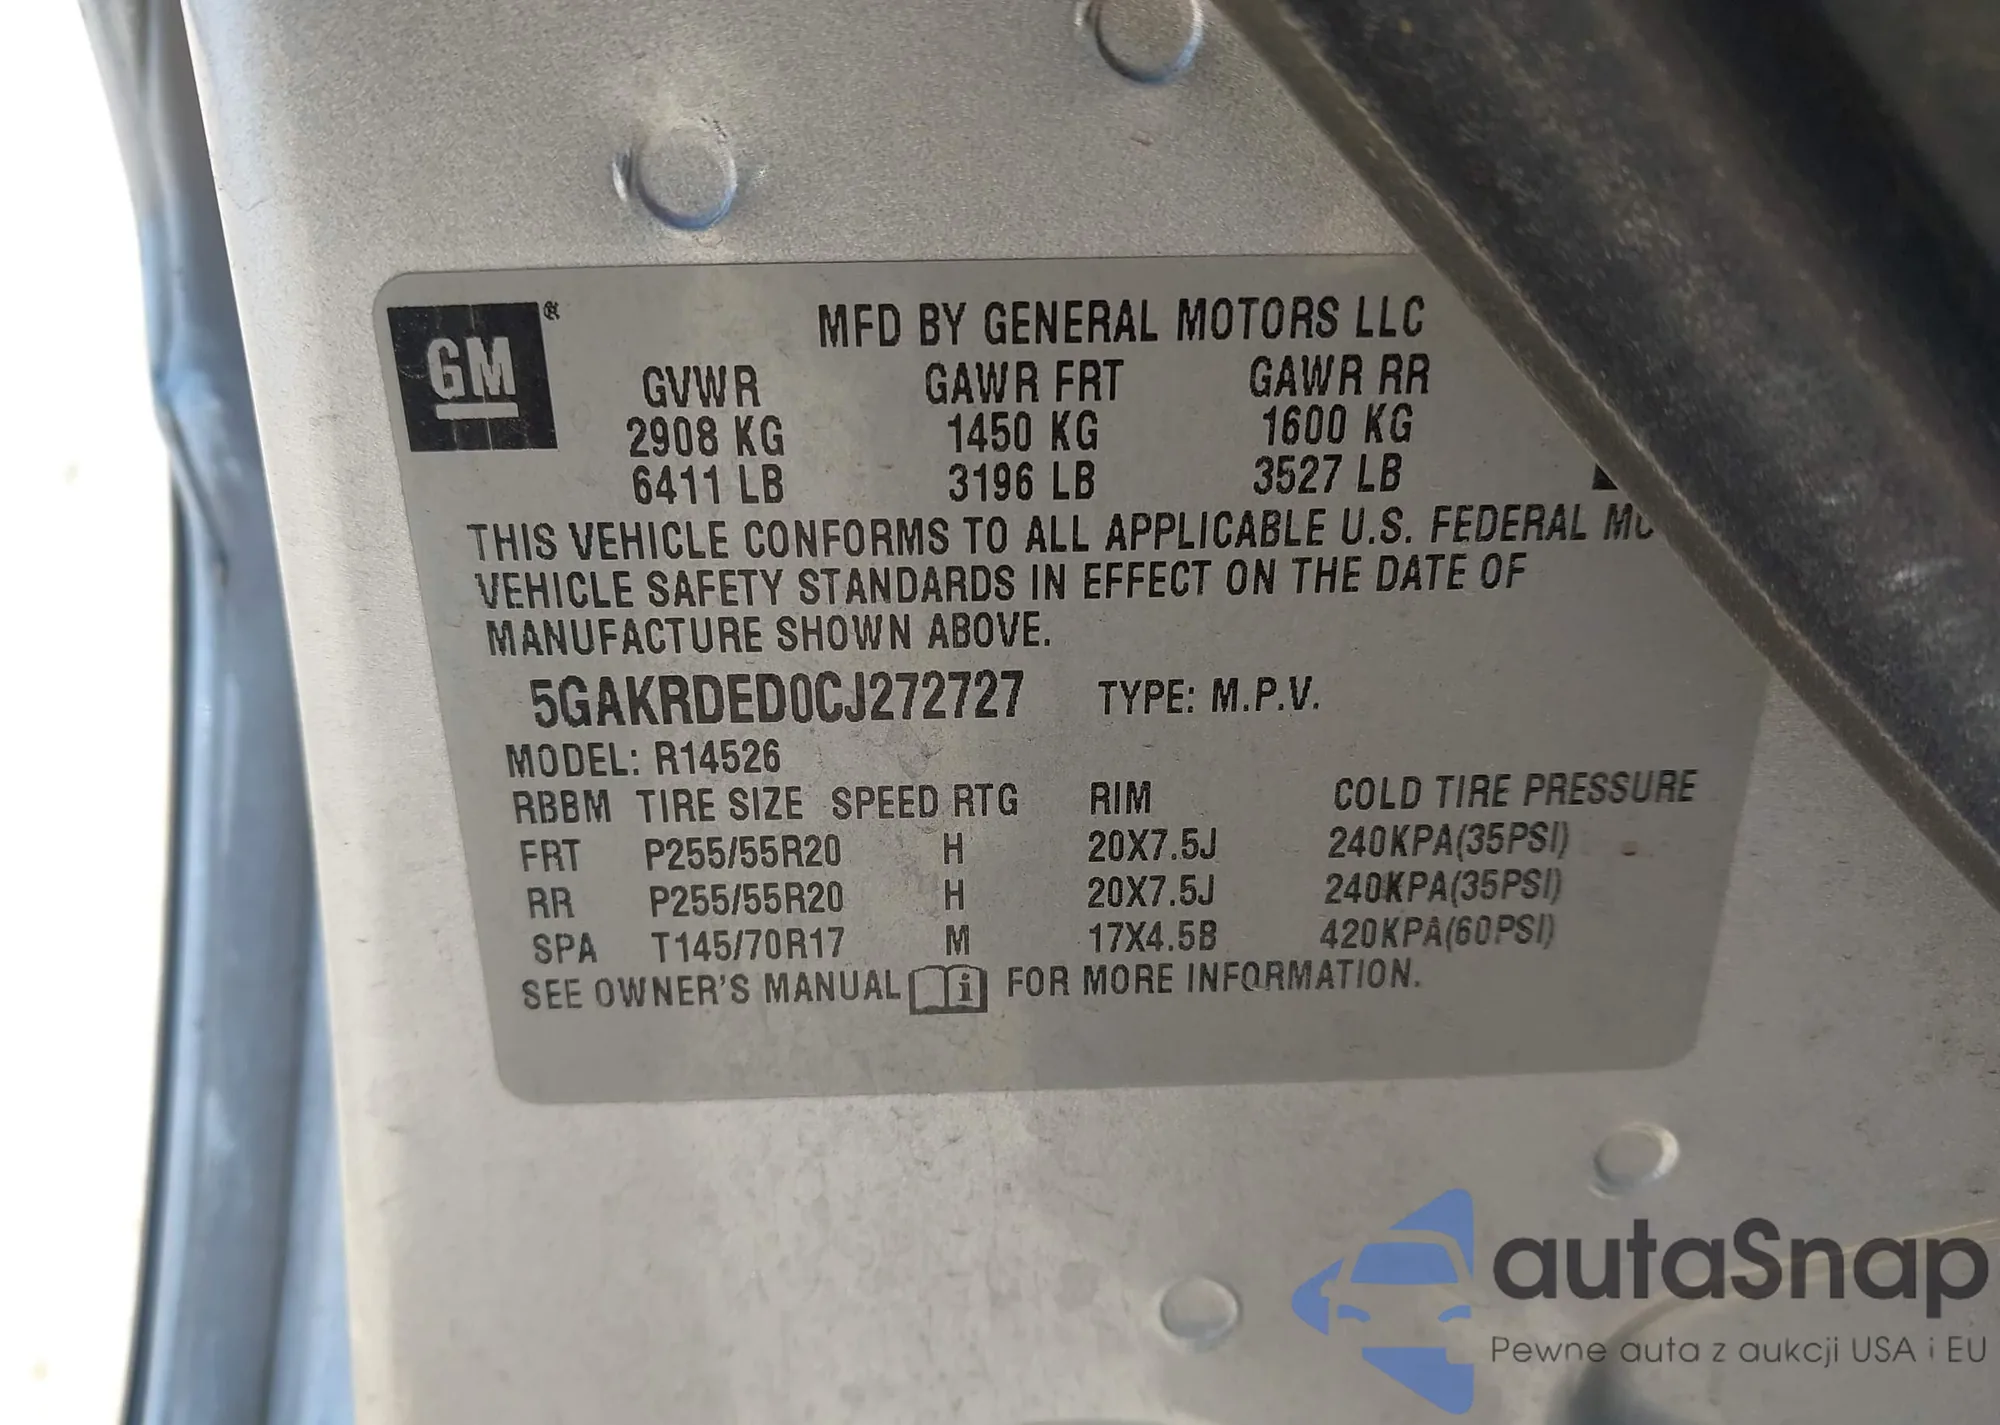 GM ®
MFD BY GENERAL MOTORS LLC
GVWR GAWR FRT GAWR RR
2908 KG 1450 KG 1600 KG
6411 LB 3196 LB 3527 LB
THIS VEHICLE CONFORMS TO ALL APPLICABLE U.S. FEDERAL
VEHICLE SAFETY STANDARDS IN EFFECT ON THE DATE OF
MANUFACTURE SHOWN ABOVE.
5GAKRDED0CJ272727 TYPE: M.P.V.
MODEL: R14526
RBBM TIRE SIZE SPEED RTG RIM COLD TIRE PRESSURE
FRT P255/55R20 H 20X7.5J 240KPA(35PSI)
RR P255/55R20 H 20X7.5J 240KPA(35PSI)
SPA T145/70R17 M 17X4.5B 420KPA(60PSI)
SEE OWNER'S MANUAL i FOR MORE INFORMATION.
autaSnap
Pewne auta z aukcji USA i EU